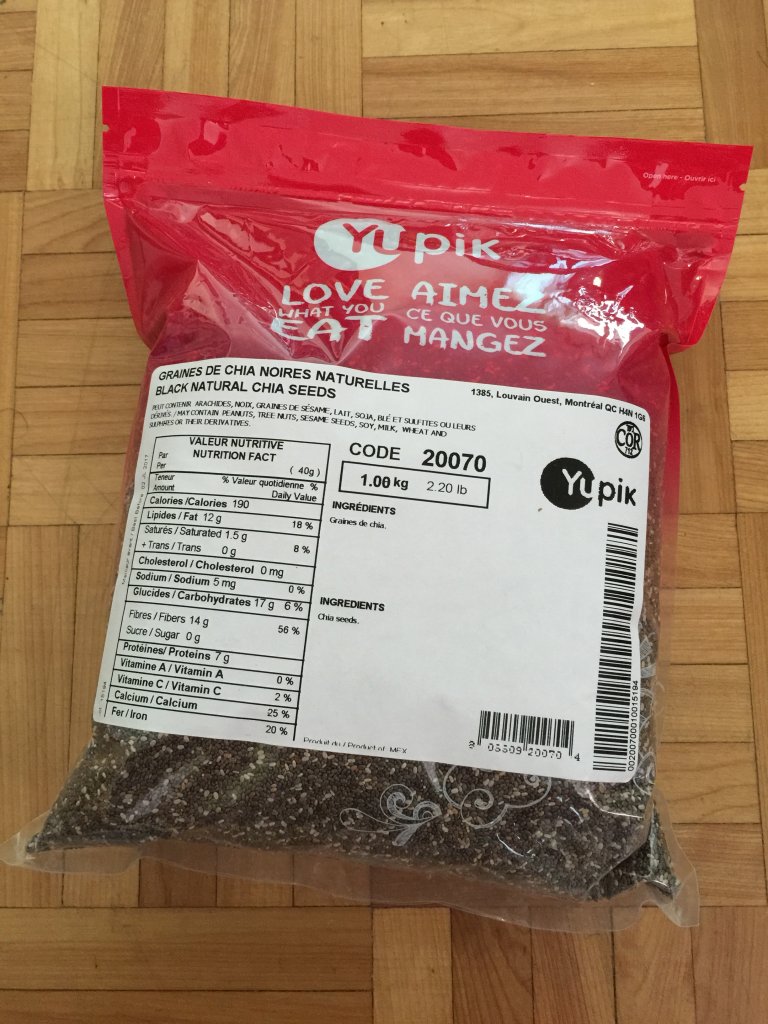 Open here - Ouvrir ici
Yupik
LOVE AIMEZ
WHAT YOU CE QUE VOUS
EAT MANGEZ
GRAINES DE CHIA NOIRES NATURELLES
BLACK NATURAL CHIA SEEDS
1385, Louvain Ouest, Montréal QC H4N 1G6
PEUT CONTENIR ARACHIDES, NOIX, GRAINES DE SÉSAME, LAIT, SOJA, BLÉ ET SULFITES OU LEURS
DÉRIVÉS / MAY CONTAIN PEANUTS, TREE NUTS, SESAME SEEDS, SOY, MILK, WHEAT AND
SULPHITES OR THEIR DERIVATIVES.
COR
Yupik
VALEUR NUTRITIVE
NUTRITION FACT
Par
Per ( 40g )
Teneur % Valeur quotidienne %
Amount Daily Value
Calories /Calories 190
Lipides / Fat 12 g 18 %
Saturés / Saturated 1.5 g
+ Trans / Trans 0 g 8 %
Cholesterol / Cholesterol 0 mg
Sodium / Sodium 5 mg 0 %
Glucides / Carbohydrates 17 g 6 %
Fibres / Fibers 14 g 56 %
Sucre / Sugar 0 g
Protéines/ Proteins 7 g
Vitamine A / Vitamin A 0 %
Vitamine C / Vitamin C 2 %
Calcium / Calcium 25 %
Fer / Iron 20 %
CODE 20070
1.00 kg 2.20 lb
INGRÉDIENTS
Graines de chia.
INGREDIENTS
Chia seeds.
Produit du / Product of MEX
20070 4
00200700010015194